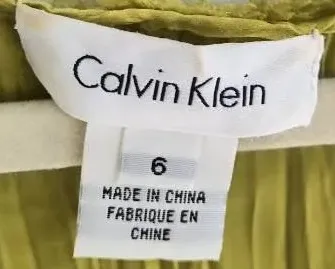 Calvin Klein
6
MADE IN CHINA
FABRIQUE EN
CHINE